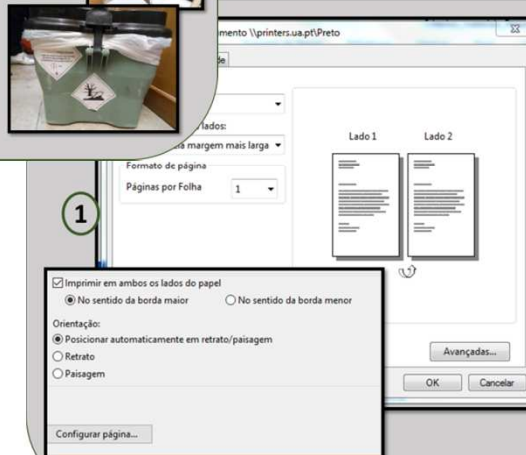 mento \\printers.ua.pt\Preto
de
lados:
a margem mais larga
Formato de página
Páginas por Folha 1
Lado 1 Lado 2
1
Imprimir em ambos os lados do papel
No sentido da borda maior No sentido da borda menor
Orientação:
Posicionar automaticamente em retrato/paisagem
Retrato
Paisagem
Avançadas...
OK Cancelar
Configurar página...